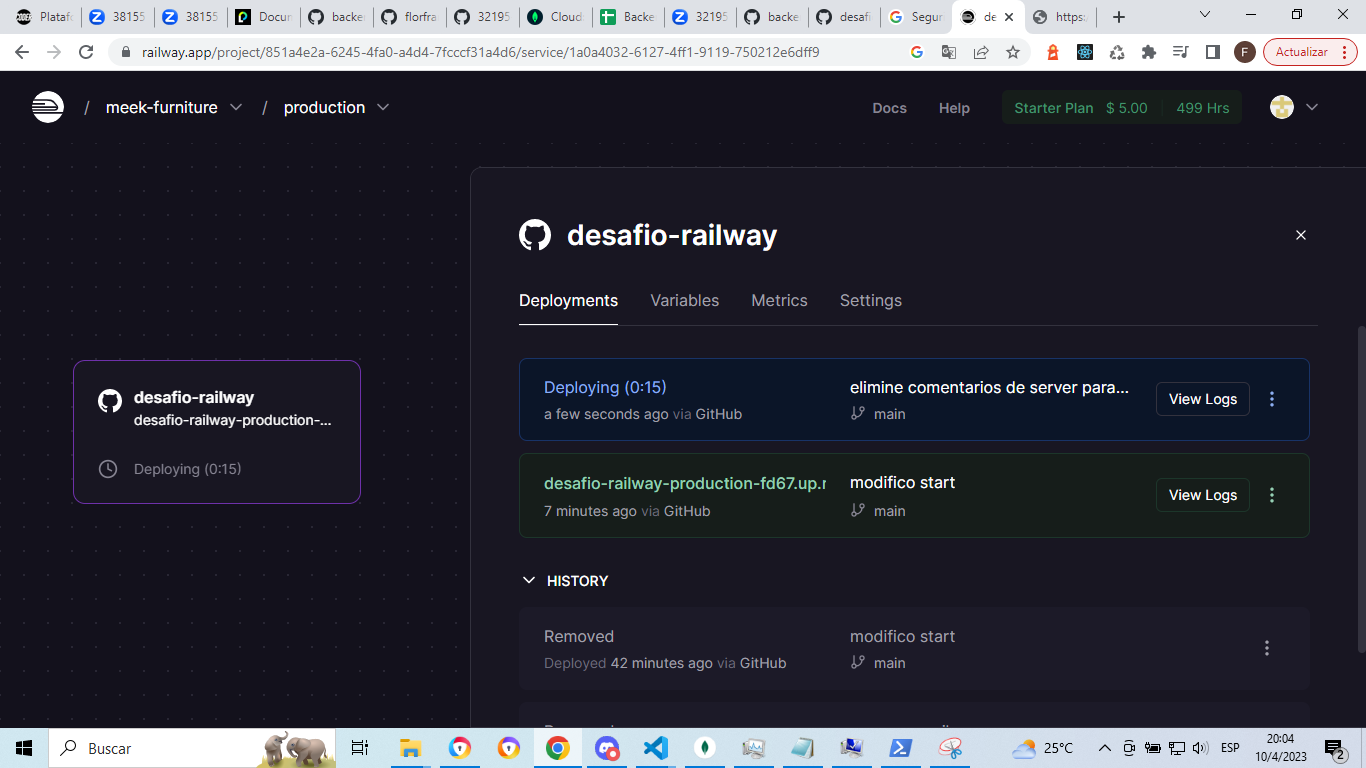 Plataf
38155
38155
Docun
backe
florfra
32195
Clouds
Backe
32195
backe
desafi
Segur
de
https:
railway.app/project/851a4e2a-6245-4fa0-a4d4-7fcccf31a4d6/service/1a0a4032-6127-4ff1-9119-750212e6dff9
F
Actualizar
/ meek-furniture / production
Docs
Help
Starter Plan $ 5.00 499 Hrs
desafio-railway
Deployments Variables Metrics Settings
desafio-railway
desafio-railway-production-...
Deploying (0:15)
Deploying (0:15)
a few seconds ago via GitHub
elimine comentarios de server para...
main
View Logs
desafio-railway-production-fd67.up.r
7 minutes ago via GitHub
modifico start
main
View Logs
HISTORY
Removed
Deployed 42 minutes ago via GitHub
modifico start
main
Buscar
25°C
ESP
20:04
10/4/2023
2